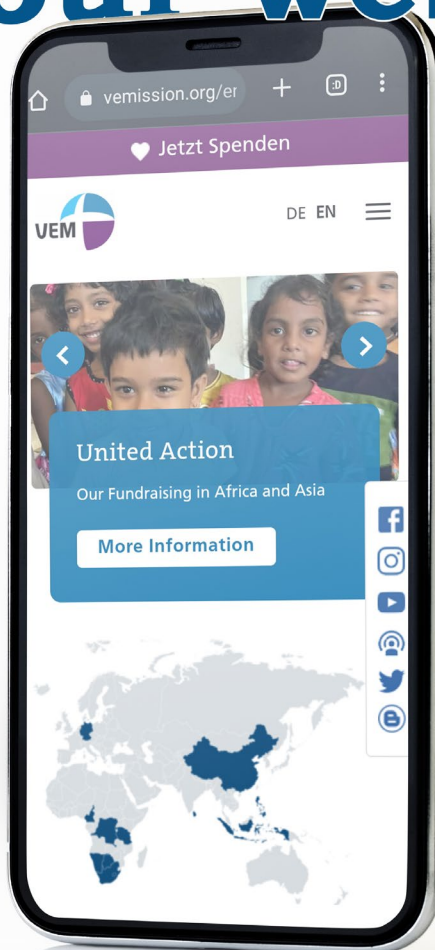 vemission.org/er
Jetzt Spenden
VEM
DE EN
United Action
Our Fundraising in Africa and Asia
More Information